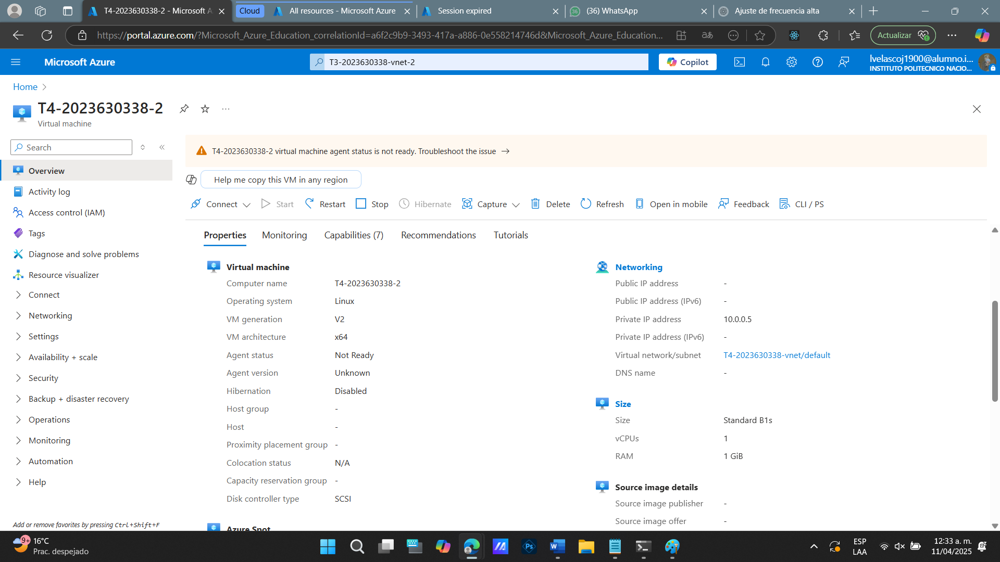 T4-2023630338-2 - Microsoft A
Cloud
All resources - Microsoft Azure
Session expired
(36) WhatsApp
Ajuste de frecuencia alta
https://portal.azure.com/?Microsoft_Azure_Education_correlationId=a6f2c9b9-3493-417a-a886-0e558214746d&Microsoft_Azure_Education...
Actualizar
Microsoft Azure
T3-2023630338-vnet-2
Copilot
lvelascoj1900@alumno.i...
INSTITUTO POLITECNICO NACIO...
Home
T4-2023630338-2
Virtual machine
Search
Overview
Activity log
Access control (IAM)
Tags
Diagnose and solve problems
Resource visualizer
Connect
Networking
Settings
Availability + scale
Security
Backup + disaster recovery
Operations
Monitoring
Automation
Help
Add or remove favorites by pressing Ctrl+Shift+F
T4-2023630338-2 virtual machine agent status is not ready. Troubleshoot the issue →
Help me copy this VM in any region
Connect
Start
Restart
Stop
Hibernate
Capture
Delete
Refresh
Open in mobile
Feedback
CLI / PS
Properties
Monitoring
Capabilities (7)
Recommendations
Tutorials
Virtual machine
Computer name T4-2023630338-2
Operating system Linux
VM generation V2
VM architecture x64
Agent status Not Ready
Agent version Unknown
Hibernation Disabled
Host group -
Host -
Proximity placement group -
Colocation status N/A
Capacity reservation group -
Disk controller type SCSI
Azure Spot
Networking
Public IP address -
Public IP address (IPv6) -
Private IP address 10.0.0.5
Private IP address (IPv6) -
Virtual network/subnet T4-2023630338-vnet/default
DNS name -
Size
Size Standard B1s
vCPUs 1
RAM 1 GiB
Source image details
Source image publisher -
Source image offer -
9+
16°C
Prac. despejado
ESP
LAA
12:33 a. m.
11/04/2025